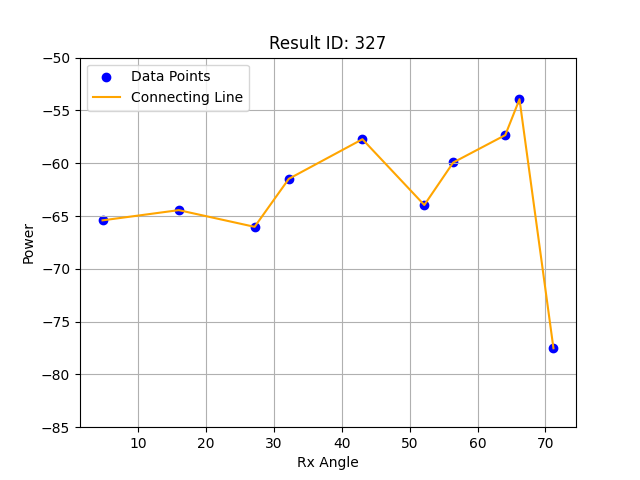 Result ID: 327
Data Points
Connecting Line
−50
−55
−60
−65
−70
−75
−80
−85
Power
10 20 30 40 50 60 70
Rx Angle